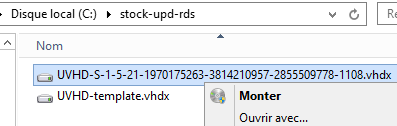 Disque local (C:) ▸ stock-upd-rds
Nom
UVHD-S-1-5-21-1970175263-3814210957-2855509778-1108.vhdx
UVHD-template.vhdx
Monter
Ouvrir avec...